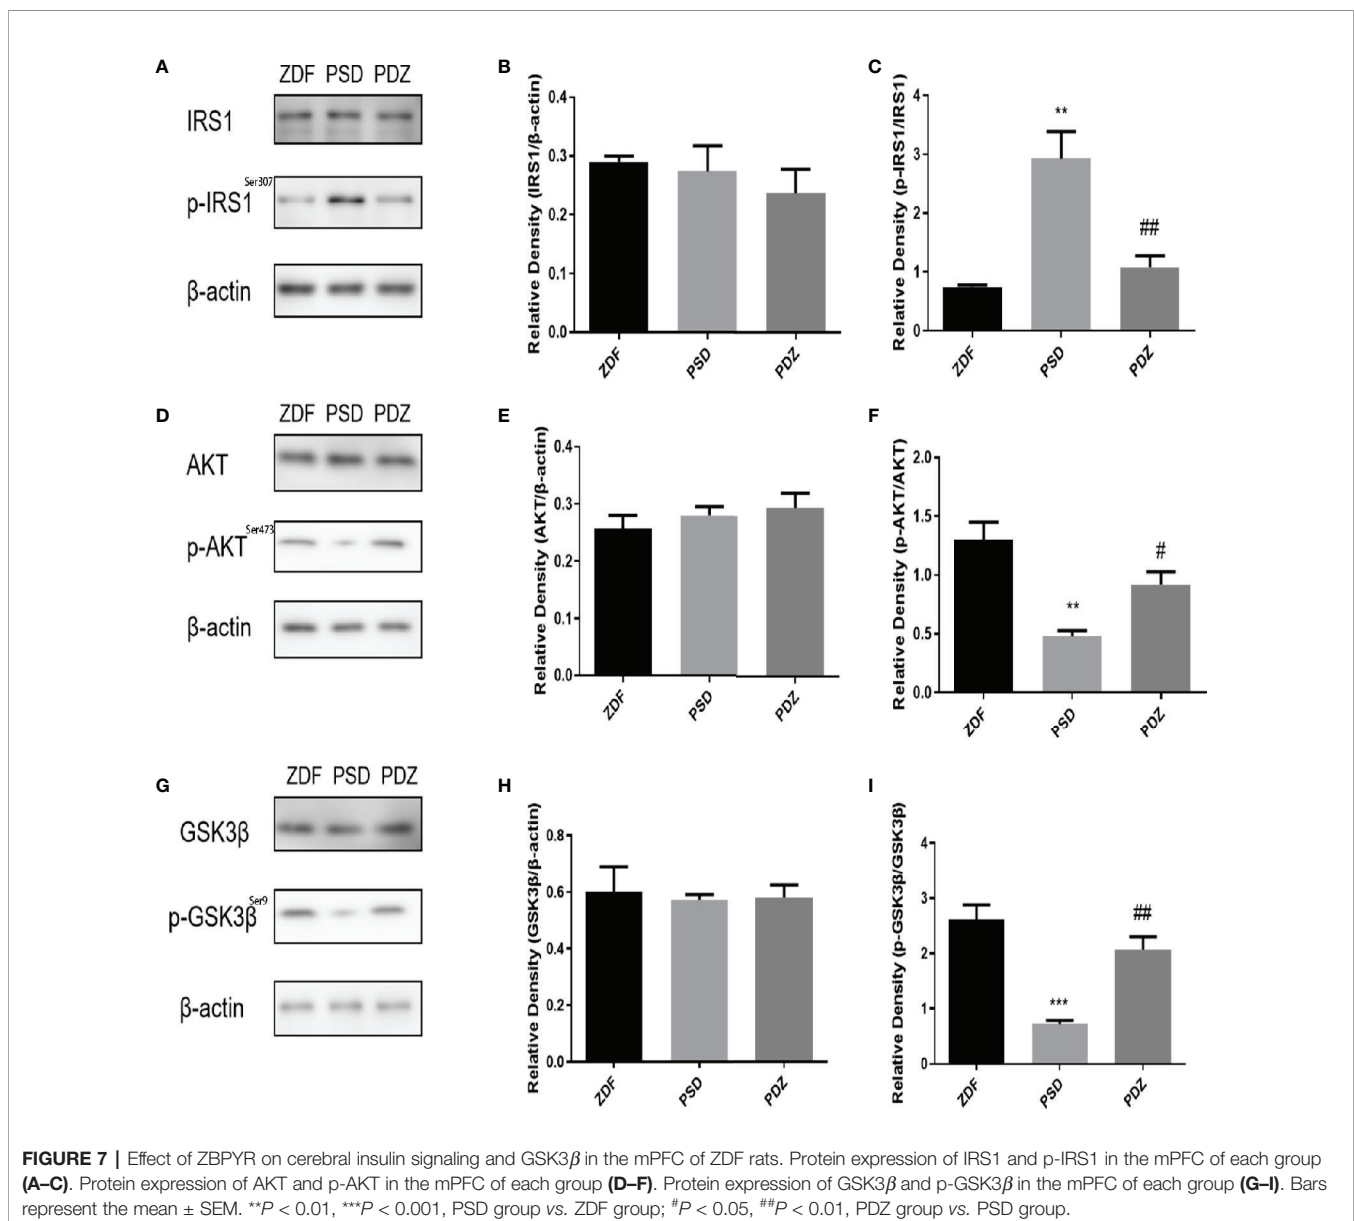 A
ZDF PSD PDZ
IRS1
p-IRS1 Ser307
β-actin
B
Relative Density (IRS1/β-actin)
0.4
0.3
0.2
0.1
0.0
ZDF
PSD
PDZ
C
Relative Density (p-IRS1/IRS1)
4
3
2
1
0
**
##
ZDF
PSD
PDZ
D
ZDF PSD PDZ
AKT
p-AKT Ser473
β-actin
E
Relative Density (AKT/β-actin)
0.4
0.3
0.2
0.1
0.0
ZDF
PSD
PDZ
F
Relative Density (p-AKT/AKT)
2.0
1.5
1.0
0.5
0.0
**
#
ZDF
PSD
PDZ
G
ZDF PSD PDZ
GSK3β
p-GSK3β Ser9
β-actin
H
Relative Density (GSK3β/β-actin)
0.8
0.6
0.4
0.2
0.0
ZDF
PSD
PDZ
I
Relative Density (p-GSK3β/GSK3β)
4
3
2
1
0
***
##
ZDF
PSD
PDZ
FIGURE 7 | Effect of ZBPYR on cerebral insulin signaling and GSK3β in the mPFC of ZDF rats. Protein expression of IRS1 and p-IRS1 in the mPFC of each group
(A–C). Protein expression of AKT and p-AKT in the mPFC of each group (D–F). Protein expression of GSK3β and p-GSK3β in the mPFC of each group (G–I). Bars
represent the mean ± SEM. **P < 0.01, ***P < 0.001, PSD group vs. ZDF group; #P < 0.05, ##P < 0.01, PDZ group vs. PSD group.